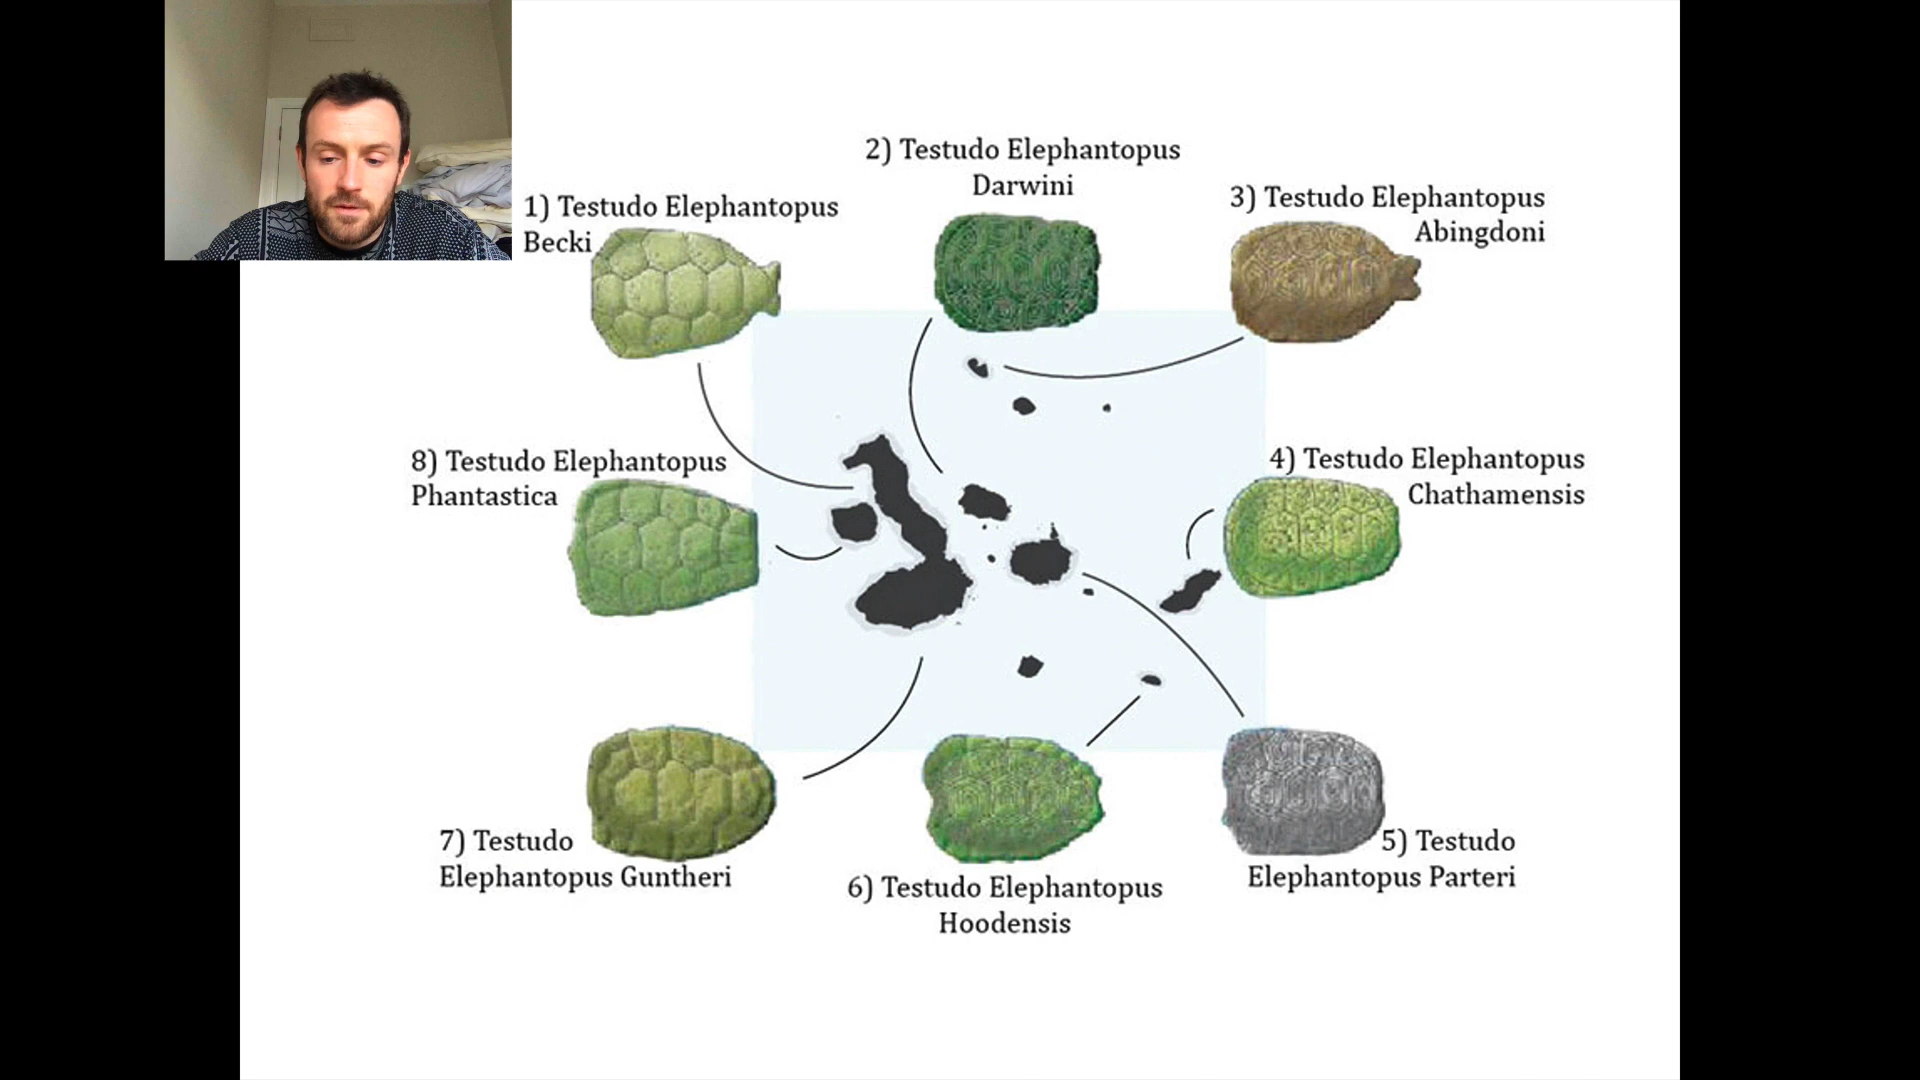 2) Testudo Elephantopus
Darwini
1) Testudo Elephantopus
Becki
3) Testudo Elephantopus
Abingdoni
8) Testudo Elephantopus
Phantastica
4) Testudo Elephantopus
Chathamensis
7) Testudo
Elephantopus Guntheri
6) Testudo Elephantopus
Hoodensis
5) Testudo
Elephantopus Parteri